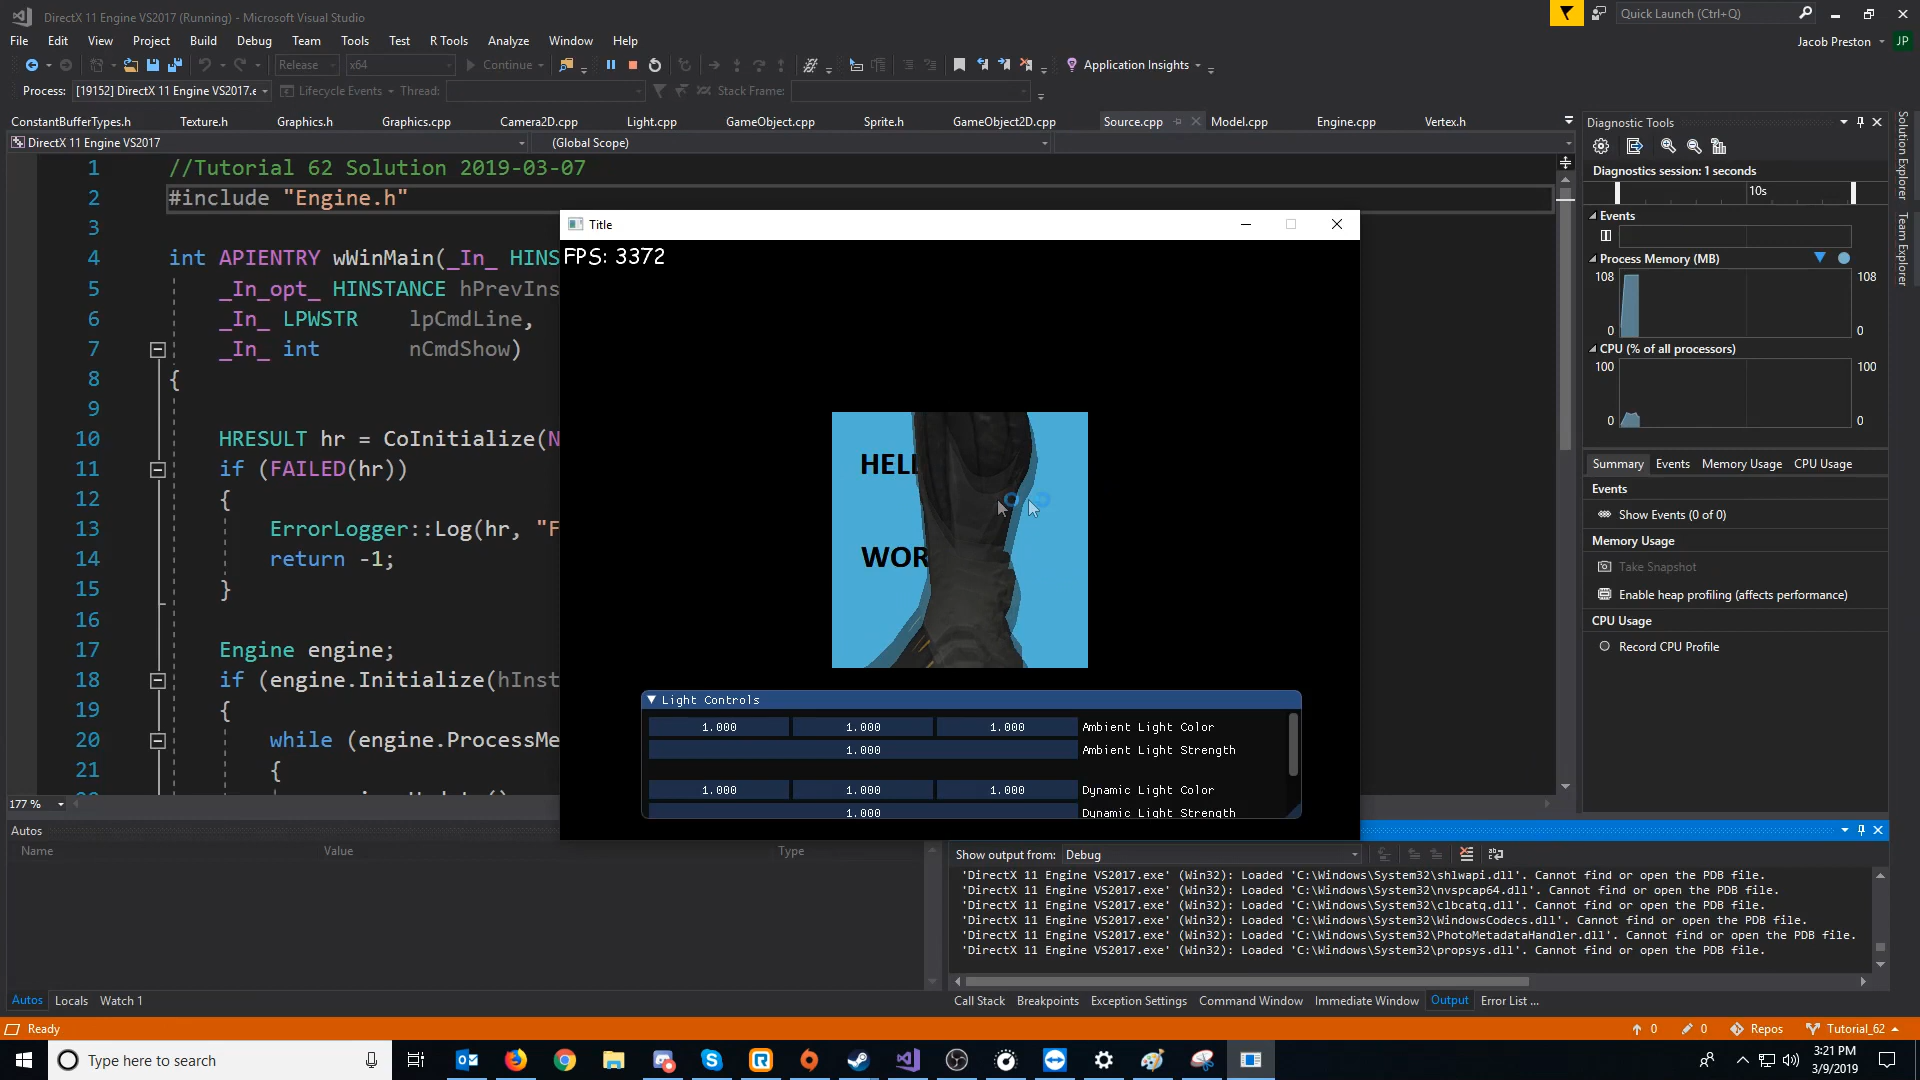 DirectX 11 Engine VS2017 (Running) - Microsoft Visual Studio
Quick Launch (Ctrl+Q)
File Edit View Project Build Debug Team Tools Test R Tools Analyze Window Help
Jacob Preston JP
Release x64 Continue Application Insights
Process: [19152] DirectX 11 Engine VS2017.e Lifecycle Events Thread: Stack Frame:
ConstantBufferTypes.h Texture.h Graphics.h Graphics.cpp Camera2D.cpp Light.cpp GameObject.cpp Sprite.h GameObject2D.cpp Source.cpp Model.cpp Engine.cpp Vertex.h
DirectX 11 Engine VS2017 (Global Scope)
1 //Tutorial 62 Solution 2019-03-07
2 #include "Engine.h"
3
4 int APIENTRY wWinMain(_In_ HINS
5 _In_opt_ HINSTANCE hPrevIns
6 _In_ LPWSTR lpCmdLine,
7 _In_ int nCmdShow)
8 {
9
10 HRESULT hr = CoInitialize(N
11 if (FAILED(hr))
12 {
13 ErrorLogger::Log(hr, "F
14 return -1;
15 }
16
17 Engine engine;
18 if (engine.Initialize(hInst
19 {
20 while (engine.ProcessMe
21 {
177 %
Title
FPS: 3372
HELL
WOR
Light Controls
1.000 1.000 1.000 Ambient Light Color
1.000 Ambient Light Strength
1.000 1.000 1.000 Dynamic Light Color
1.000 Dynamic Light Strength
Diagnostic Tools
Diagnostics session: 1 seconds
10s
Events
Process Memory (MB)
108 108
0 0
CPU (% of all processors)
100 100
0 0
Summary Events Memory Usage CPU Usage
Events
Show Events (0 of 0)
Memory Usage
Take Snapshot
Enable heap profiling (affects performance)
CPU Usage
Record CPU Profile
Solution Explorer
Team Explorer
Autos
Name Value Type
Autos Locals Watch 1
Show output from: Debug
'DirectX 11 Engine VS2017.exe' (Win32): Loaded 'C:\Windows\System32\shlwapi.dll'. Cannot find or open the PDB file.
'DirectX 11 Engine VS2017.exe' (Win32): Loaded 'C:\Windows\System32\nvspcap64.dll'. Cannot find or open the PDB file.
'DirectX 11 Engine VS2017.exe' (Win32): Loaded 'C:\Windows\System32\clbcatq.dll'. Cannot find or open the PDB file.
'DirectX 11 Engine VS2017.exe' (Win32): Loaded 'C:\Windows\System32\WindowsCodecs.dll'. Cannot find or open the PDB file.
'DirectX 11 Engine VS2017.exe' (Win32): Loaded 'C:\Windows\System32\PhotoMetadataHandler.dll'. Cannot find or open the PDB file.
'DirectX 11 Engine VS2017.exe' (Win32): Loaded 'C:\Windows\System32\propsys.dll'. Cannot find or open the PDB file.
Call Stack Breakpoints Exception Settings Command Window Immediate Window Output Error List ...
Ready 0 0 Repos Tutorial_62
Type here to search
3:21 PM
3/9/2019